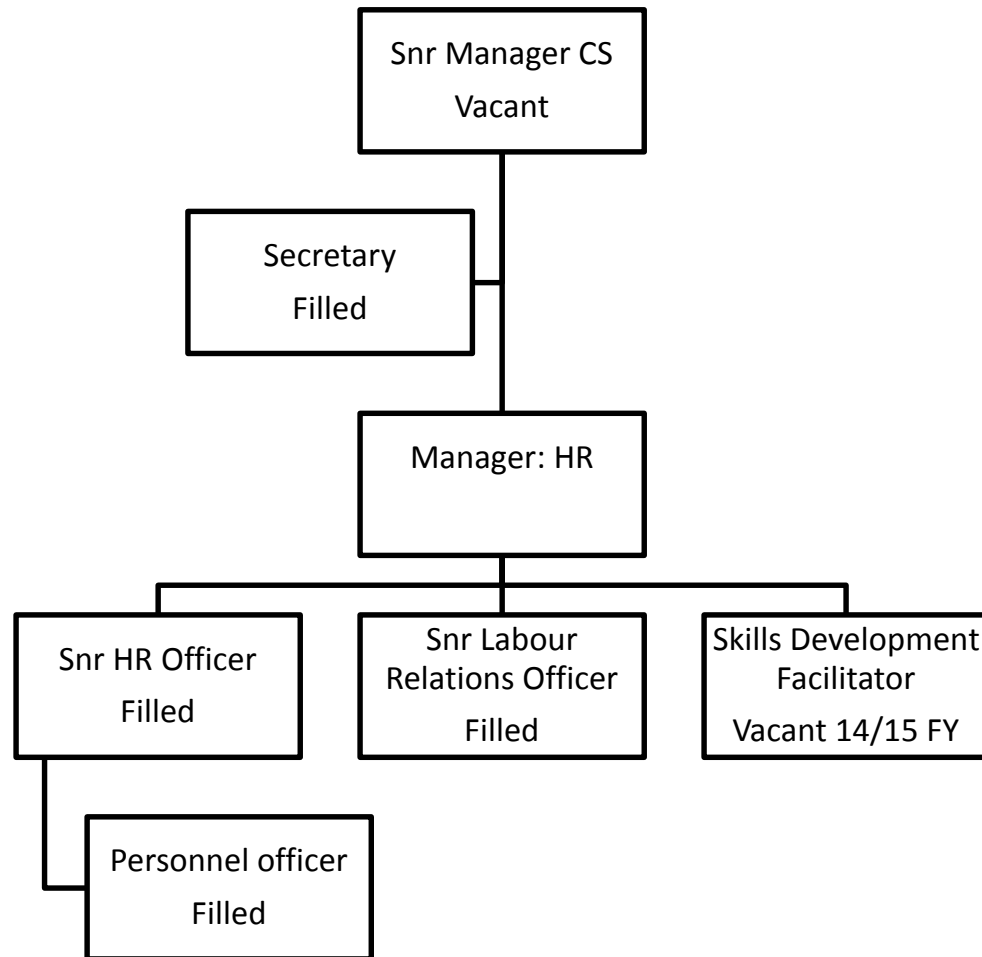 Snr Manager CS
Vacant
Secretary
Filled
Manager: HR
Snr HR Officer
Filled
Snr Labour
Relations Officer
Filled
Skills Development
Facilitator
Vacant 14/15 FY
Personnel officer
Filled